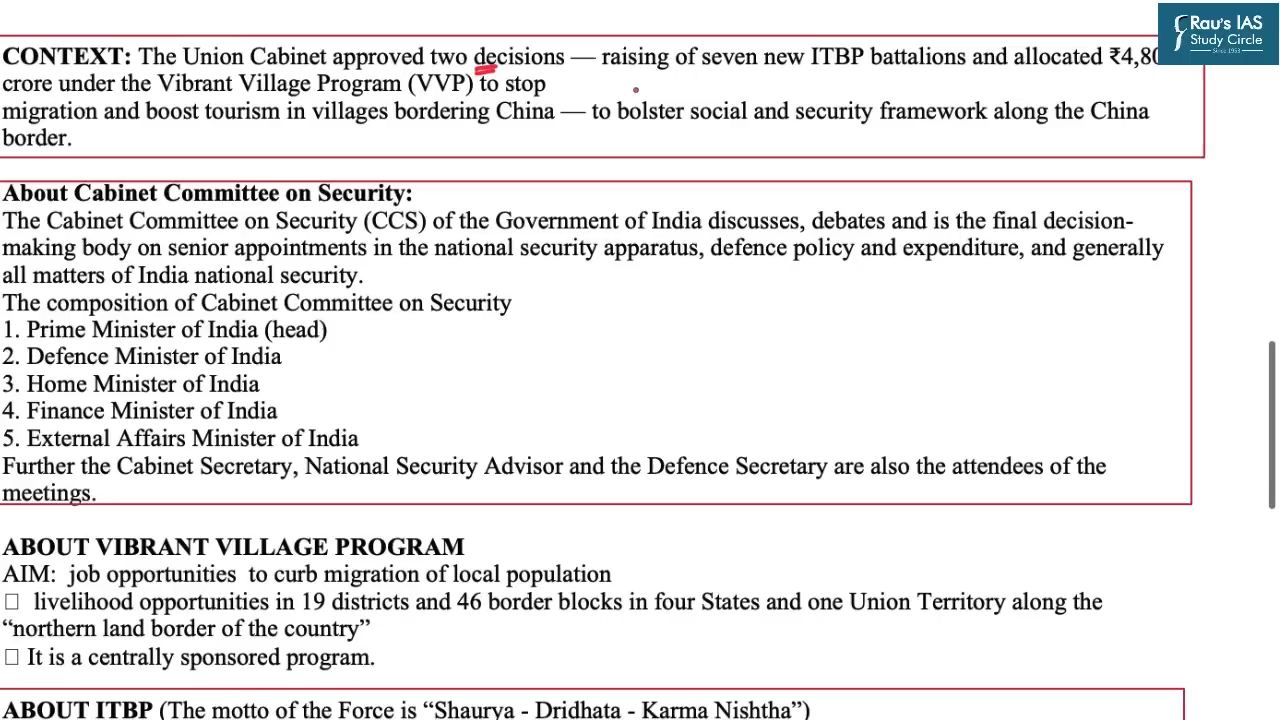 Rau's IAS
Study Circle
Since 1953
CONTEXT: The Union Cabinet approved two decisions — raising of seven new ITBP battalions and allocated ₹4,80
crore under the Vibrant Village Program (VVP) to stop
migration and boost tourism in villages bordering China — to bolster social and security framework along the China
border.
About Cabinet Committee on Security:
The Cabinet Committee on Security (CCS) of the Government of India discusses, debates and is the final decision-
making body on senior appointments in the national security apparatus, defence policy and expenditure, and generally
all matters of India national security.
The composition of Cabinet Committee on Security
1. Prime Minister of India (head)
2. Defence Minister of India
3. Home Minister of India
4. Finance Minister of India
5. External Affairs Minister of India
Further the Cabinet Secretary, National Security Advisor and the Defence Secretary are also the attendees of the
meetings.
ABOUT VIBRANT VILLAGE PROGRAM
AIM:  job opportunities  to curb migration of local population
□ livelihood opportunities in 19 districts and 46 border blocks in four States and one Union Territory along the
“northern land border of the country”
□ It is a centrally sponsored program.
ABOUT ITBP (The motto of the Force is “Shaurya - Dridhata - Karma Nishtha”)